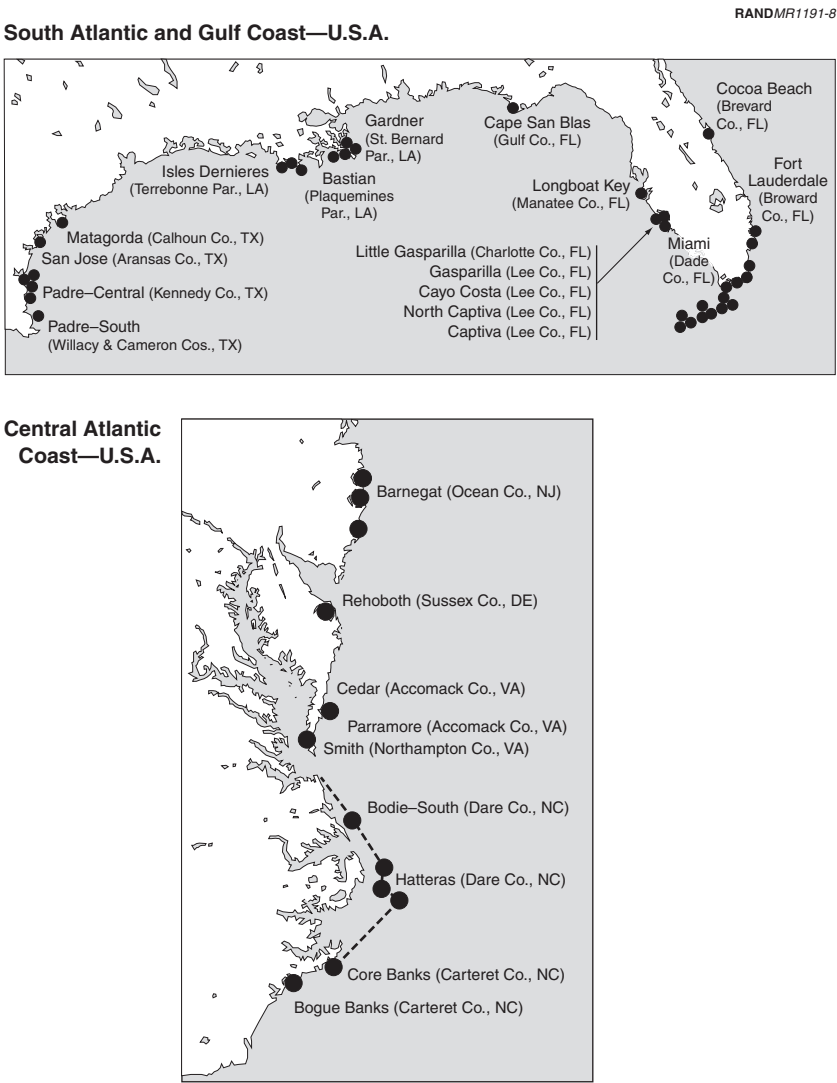 RANDMR1191-8
South Atlantic and Gulf Coast—U.S.A.
Cocoa Beach
(Brevard
Co., FL)
Gardner
(St. Bernard
Par., LA)
Cape San Blas
(Gulf Co., FL)
Fort
Lauderdale
(Broward
Co., FL)
Isles Dernieres
(Terrebonne Par., LA)
Bastian
(Plaquemines
Par., LA)
Longboat Key
(Manatee Co., FL)
Matagorda (Calhoun Co., TX)
San Jose (Aransas Co., TX)
Padre–Central (Kennedy Co., TX)
Padre–South
(Willacy & Cameron Cos., TX)
Little Gasparilla (Charlotte Co., FL)
Gasparilla (Lee Co., FL)
Cayo Costa (Lee Co., FL)
North Captiva (Lee Co., FL)
Captiva (Lee Co., FL)
Miami
(Dade
Co., FL)
Central Atlantic
Coast—U.S.A.
Barnegat (Ocean Co., NJ)
Rehoboth (Sussex Co., DE)
Cedar (Accomack Co., VA)
Parramore (Accomack Co., VA)
Smith (Northampton Co., VA)
Bodie–South (Dare Co., NC)
Hatteras (Dare Co., NC)
Core Banks (Carteret Co., NC)
Bogue Banks (Carteret Co., NC)